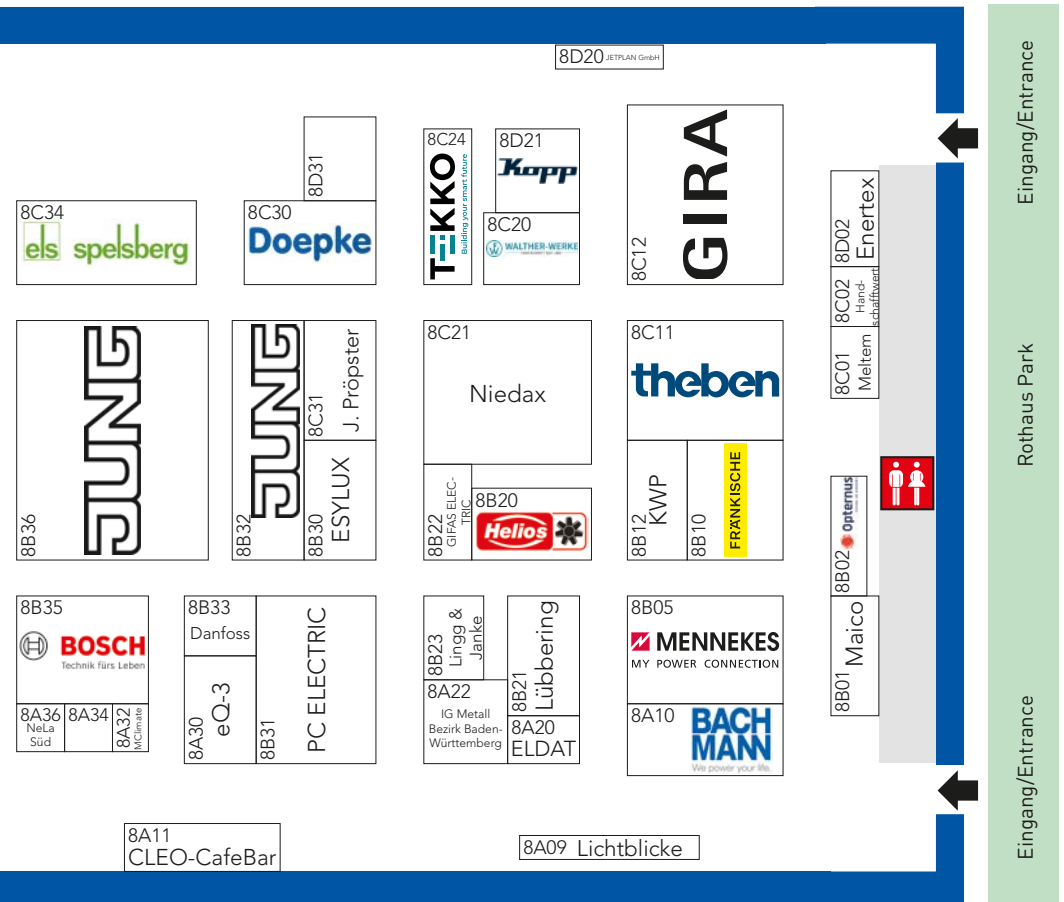 8D20 JETPLAN GmbH
Eingang/Entrance
8C24
TEKKO
Building your smart future
8D21
Kopp
8C12
GIRA
8D31
8D02
Enertex
8C34
els spelsberg
8C30
Doepke
8C20
WALTHER-WERKE
8C02
Hand-
schafftwert
8B36
JUNG
8B32
JUNG
8C31
J. Pröpster
8C21
Niedax
8C11
theben
8C01
Meltem
Rothaus Park
8B30
ESYLUX
8B22
GIFAS ELEC-
TRIC
8B20
Helios
8B12
KWP
8B10
FRÄNKISCHE
8B02
Opternus
8B35
BOSCH
Technik fürs Leben
8B33
Danfoss
8B31
PC ELECTRIC
8B23
Lingg &
Janke
8B21
Lübbering
8B05
MENNEKES
MY POWER CONNECTION
8B01
Maico
8A36
NeLa
Süd
8A34
8A32
MClimate
8A30
eQ-3
8A22
IG Metall
Bezirk Baden-
Württemberg
8A20
ELDAT
8A10
BACH
MANN
We power your life.
Eingang/Entrance
8A11
CLEO-CafeBar
8A09 Lichtblicke